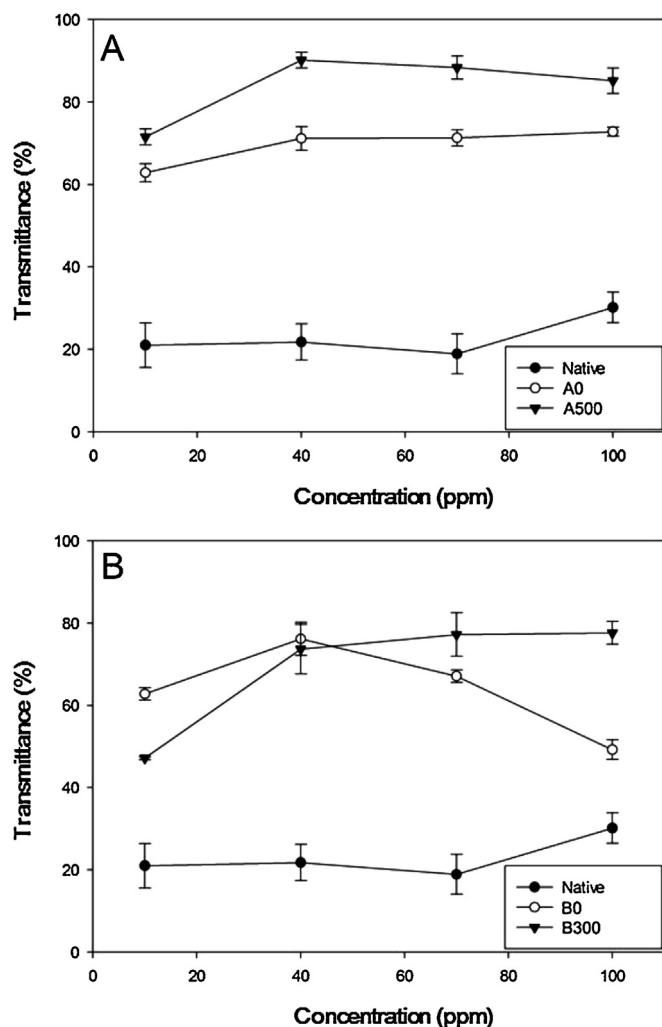 A
100
80
60
40
20
0
Transmittance (%)
Native
A0
A500
0 20 40 60 80 100
Concentration (ppm)
B
100
80
60
40
20
0
Transmittance (%)
Native
B0
B300
0 20 40 60 80 100
Concentration (ppm)